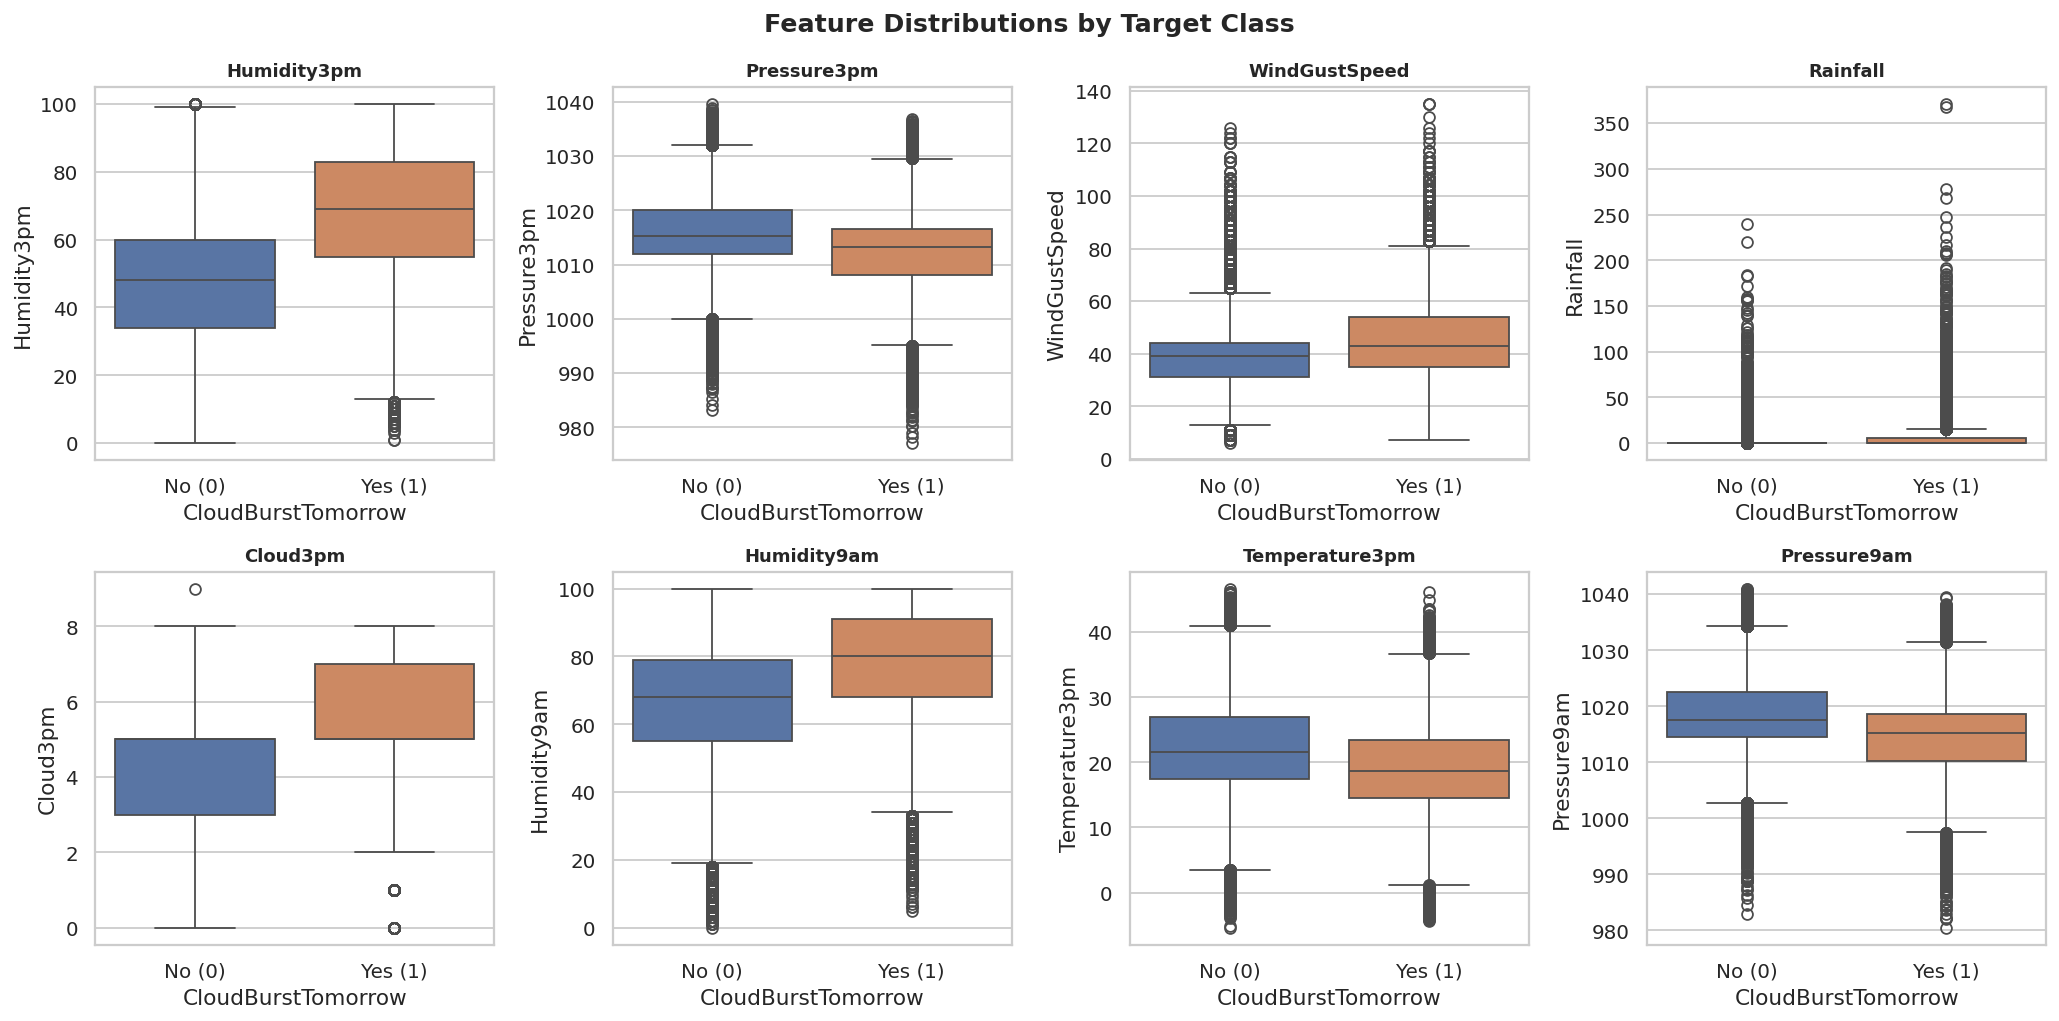 Feature Distributions by Target Class
Humidity3pm
Humidity3pm
100
80
60
40
20
0
No (0) Yes (1)
CloudBurstTomorrow
Pressure3pm
Pressure3pm
1040
1030
1020
1010
1000
990
980
No (0) Yes (1)
CloudBurstTomorrow
WindGustSpeed
WindGustSpeed
140
120
100
80
60
40
20
0
No (0) Yes (1)
CloudBurstTomorrow
Rainfall
Rainfall
350
300
250
200
150
100
50
0
No (0) Yes (1)
CloudBurstTomorrow
Cloud3pm
Cloud3pm
8
6
4
2
0
No (0) Yes (1)
CloudBurstTomorrow
Humidity9am
Humidity9am
100
80
60
40
20
0
No (0) Yes (1)
CloudBurstTomorrow
Temperature3pm
Temperature3pm
40
30
20
10
0
No (0) Yes (1)
CloudBurstTomorrow
Pressure9am
Pressure9am
1040
1030
1020
1010
1000
990
980
No (0) Yes (1)
CloudBurstTomorrow